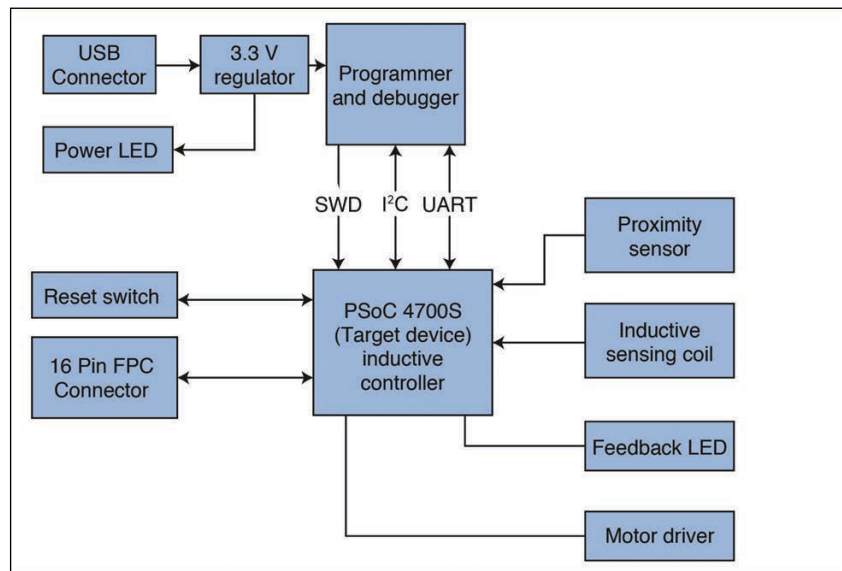 USB
Connector
3.3 V
regulator
Programmer
and debugger
Power LED
SWD
I²C
UART
Proximity
sensor
Reset switch
PSoC 4700S
(Target device)
inductive
controller
Inductive
sensing coil
16 Pin FPC
Connector
Feedback LED
Motor driver